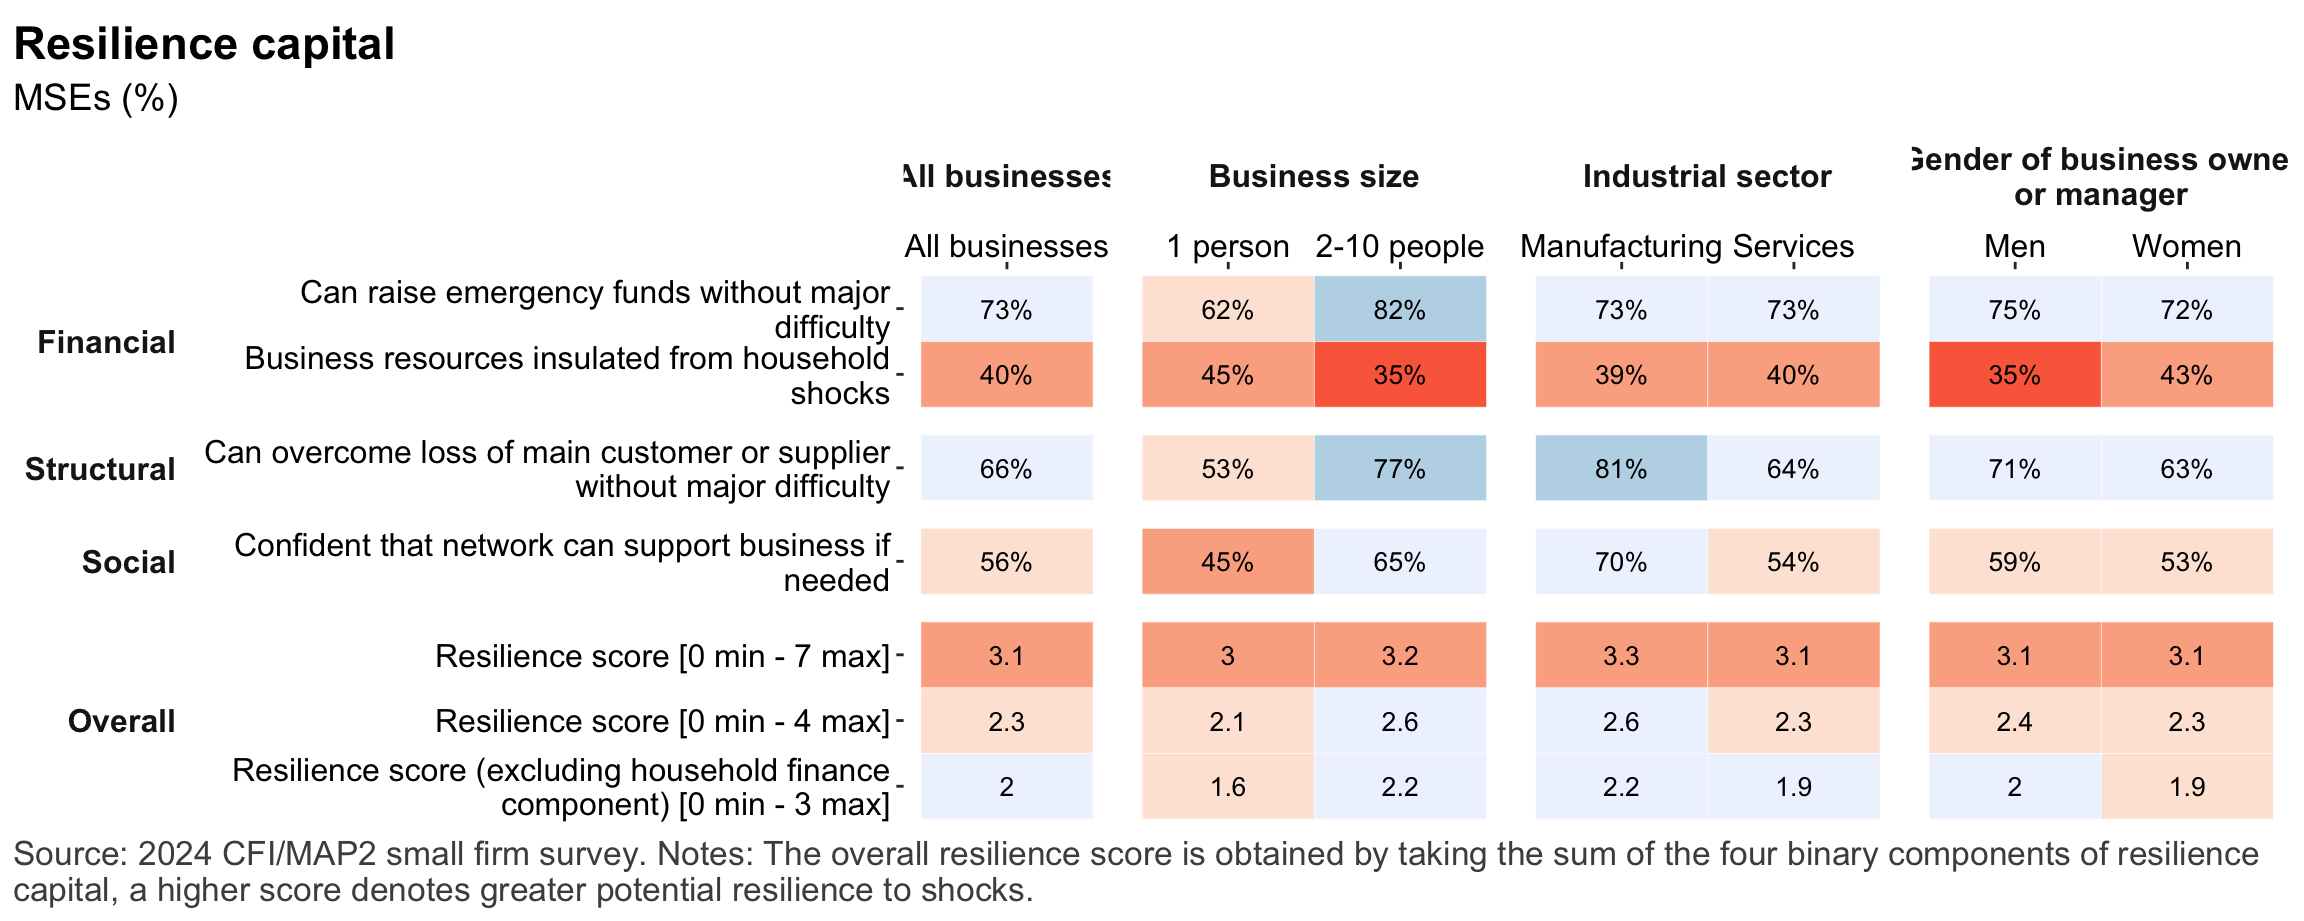 Resilience capital
MSEs (%)
All businesses
Business size
Industrial sector
Gender of business owne
or manager
All businesses
1 person
2-10 people
Manufacturing
Services
Men
Women
Financial
Can raise emergency funds without major
difficulty
73%
62%
82%
73%
73%
75%
72%
Business resources insulated from household
shocks
40%
45%
35%
39%
40%
35%
43%
Structural
Can overcome loss of main customer or supplier
without major difficulty
66%
53%
77%
81%
64%
71%
63%
Social
Confident that network can support business if
needed
56%
45%
65%
70%
54%
59%
53%
Overall
Resilience score [0 min - 7 max]
3.1
3
3.2
3.3
3.1
3.1
3.1
Resilience score [0 min - 4 max]
2.3
2.1
2.6
2.6
2.3
2.4
2.3
Resilience score (excluding household finance
component) [0 min - 3 max]
2
1.6
2.2
2.2
1.9
2
1.9
Source: 2024 CFI/MAP2 small firm survey. Notes: The overall resilience score is obtained by taking the sum of the four binary components of resilience
capital, a higher score denotes greater potential resilience to shocks.